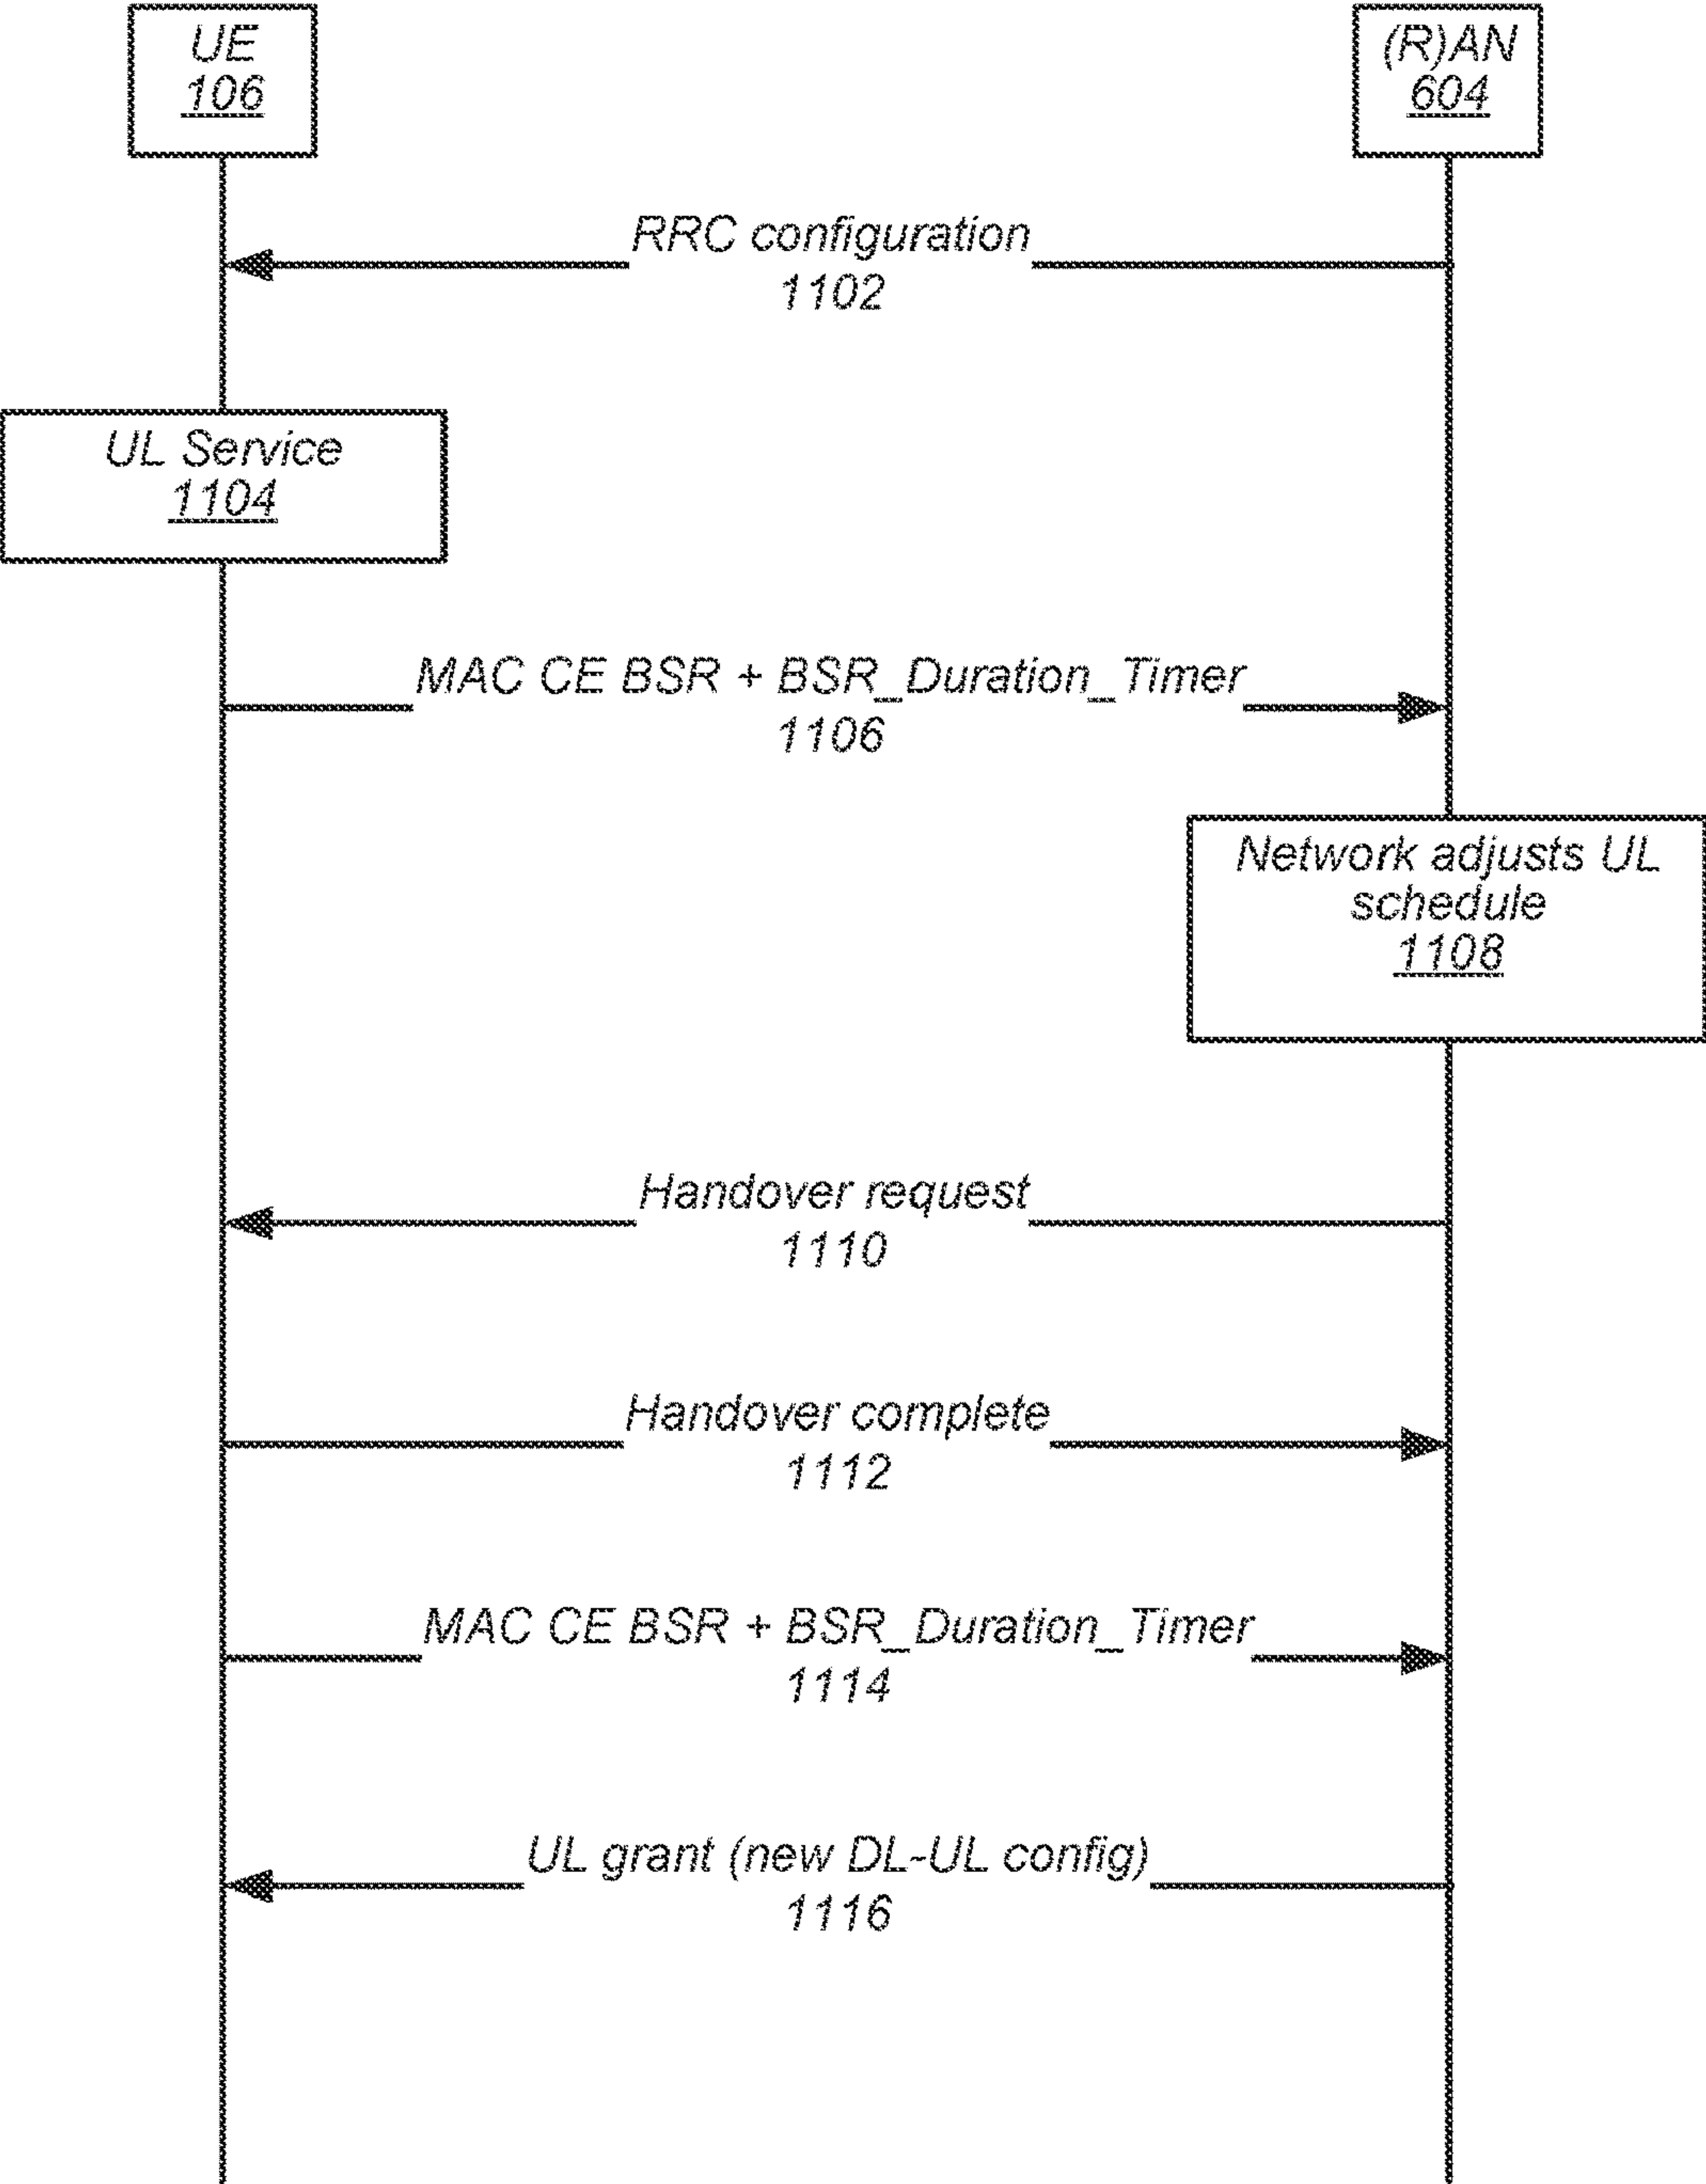 UE
106
(R)AN
604
RRC configuration
1102
UL Service
1104
MAC CE BSR + BSR_Duration_Timer
1106
Network adjusts UL
schedule
1108
Handover request
1110
Handover complete
1112
MAC CE BSR + BSR_Duration_Timer
1114
UL grant (new DL-UL config)
1116